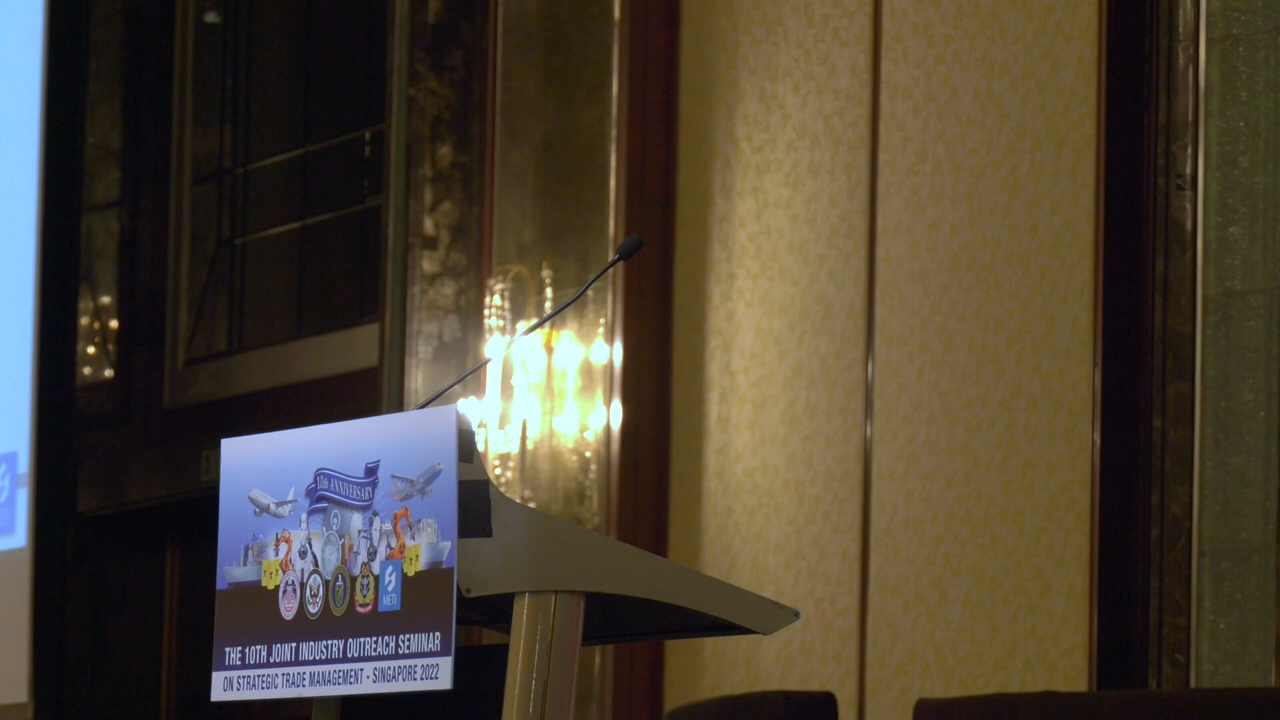 10th ANNIVERSARY
METI
THE 10TH JOINT INDUSTRY OUTREACH SEMINAR
ON STRATEGIC TRADE MANAGEMENT - SINGAPORE 2022